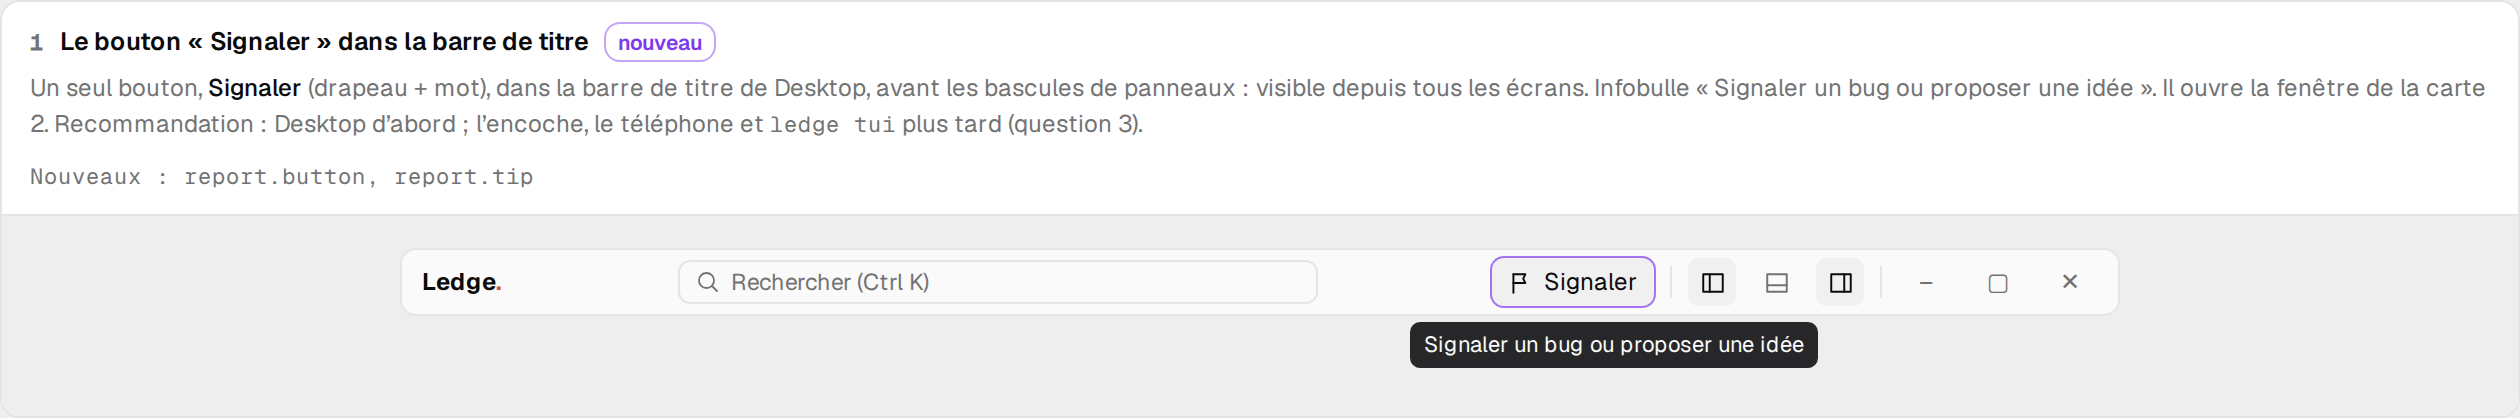 1 Le bouton « Signaler » dans la barre de titre nouveau
Un seul bouton, Signaler (drapeau + mot), dans la barre de titre de Desktop, avant les bascules de panneaux : visible depuis tous les écrans. Infobulle « Signaler un bug ou proposer une idée ». Il ouvre la fenêtre de la carte
2. Recommandation : Desktop d’abord ; l’encoche, le téléphone et ledge tui plus tard (question 3).
Nouveaux : report.button, report.tip
Ledge. Rechercher (Ctrl K) Signaler
Signaler un bug ou proposer une idée